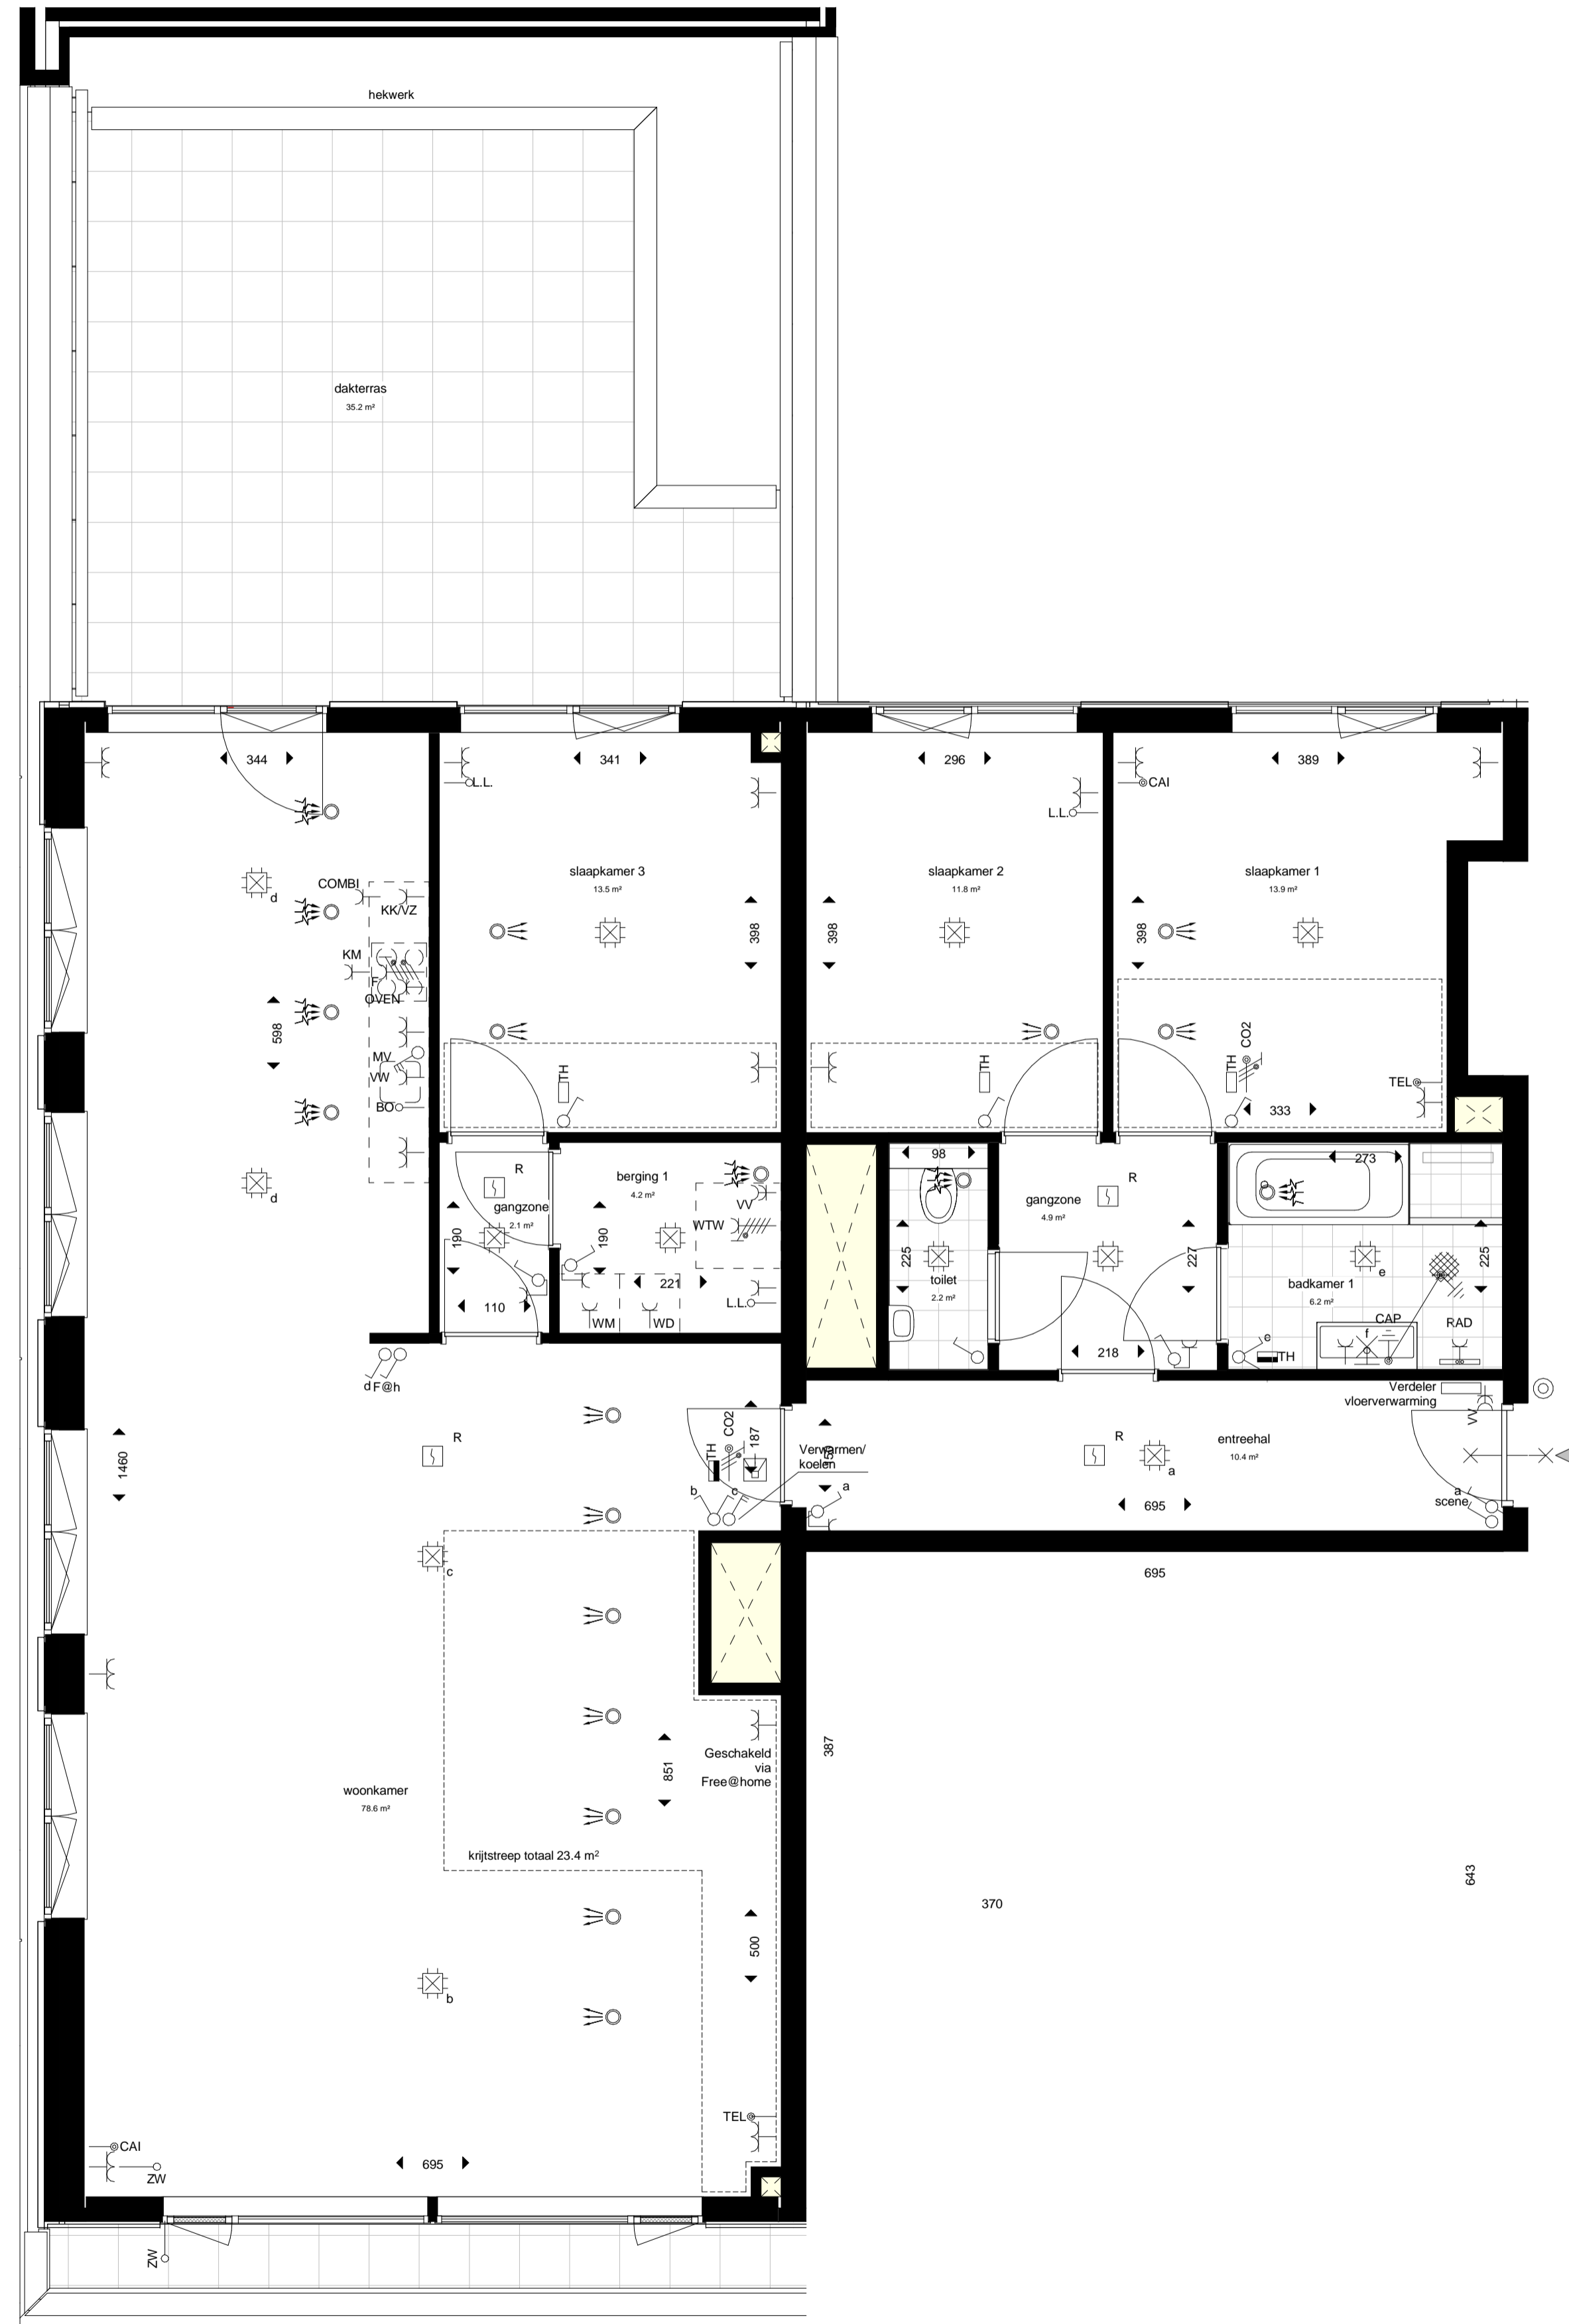 hekwerk
dakterras
35.2 m²
344
341
296
389
L.L.
CAI
L.L.
slaapkamer 3
13.5 m²
slaapkamer 2
11.8 m²
slaapkamer 1
13.9 m²
d
COMBI
KK/VZ
398
398
398
KM
F
OVEN
598
MV
VW
BO
TH
TH
TH
CO2
TEL
333
98
273
R
berging 1
4.2 m²
R
gangzone
2.1 m²
VV
WTW
gangzone
4.9 m²
d
190
190
225
227
225
toilet
2.2 m²
badkamer 1
6.2 m²
e
110
221
L.L.
WM
WD
218
CAP
f
RAD
e
TH
d F@h
Verdeler
vloerverwarming
VV
R
CO2
TH
187
Verwarmen/
koelen
150
R
entreehal
10.4 m²
a
1460
b
c
a
695
a
scene
c
695
387
Geschakeld
via
Free@home
851
woonkamer
78.6 m²
krijtstreep totaal 23.4 m²
643
370
500
b
TEL
CAI
ZW
695
ZW